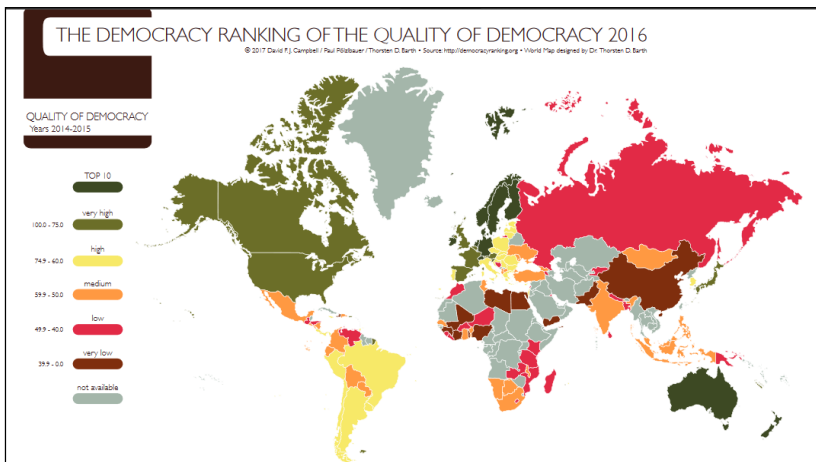 THE DEMOCRACY RANKING OF THE QUALITY OF DEMOCRACY 2016
© 2017 David F.J. Campbell / Paul Pölzlbauer / Thorsten D. Barth • Source: http://democracyranking.org • World Map designed by Dr. Thorsten D. Barth
QUALITY OF DEMOCRACY
Years 2014-2015
TOP 10
very high
100.0 - 75.0
high
74.9 - 60.0
medium
59.9 - 50.0
low
49.9 - 40.0
very low
39.9 - 0.0
not available